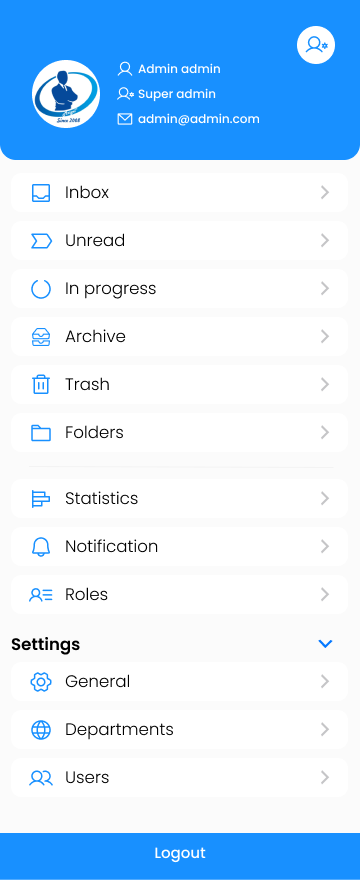 Admin admin
Super admin
admin@admin.com
Since 2008
Inbox
Unread
In progress
Archive
Trash
Folders
Statistics
Notification
Roles
Settings
General
Departments
Users
Logout